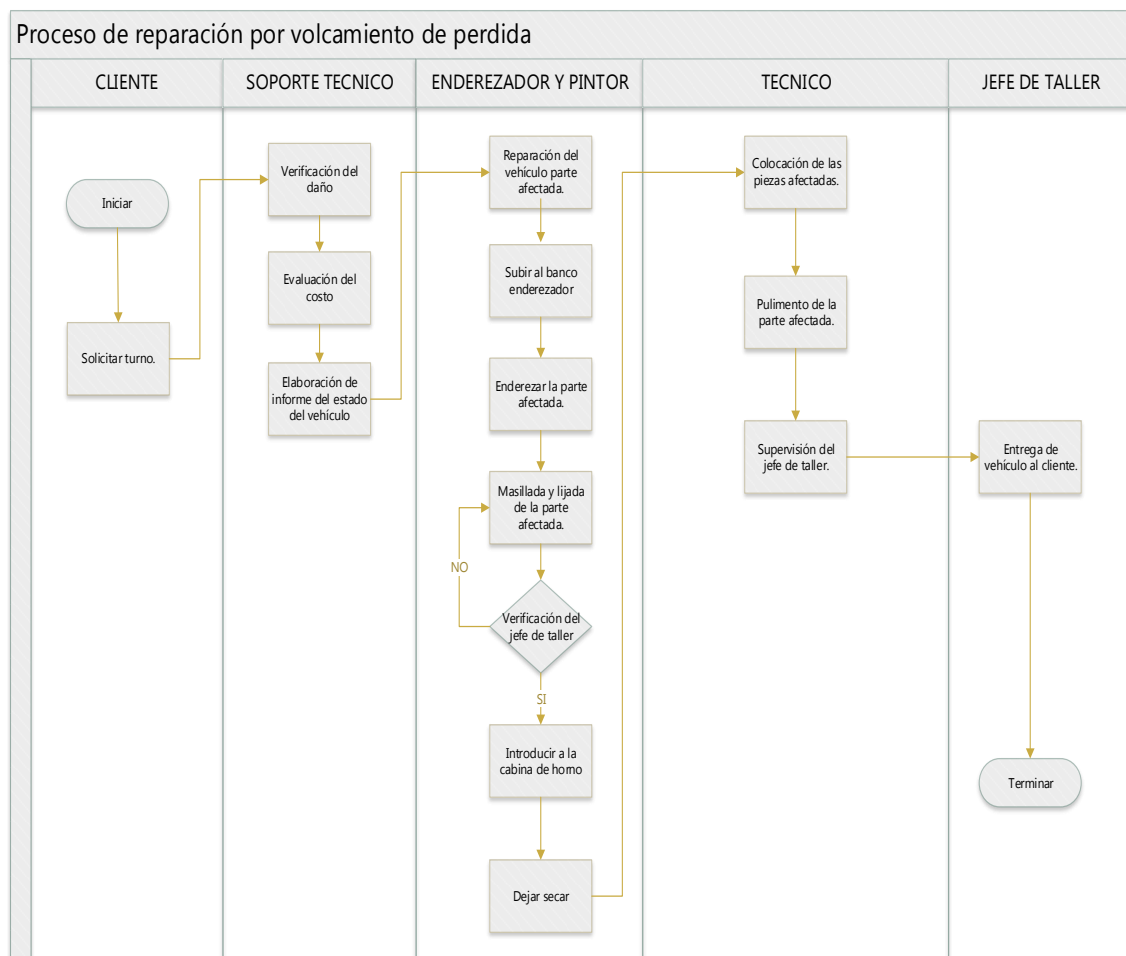 Proceso de reparación por volcamiento de perdida
CLIENTE
SOPORTE TECNICO
ENDEREZADOR Y PINTOR
TECNICO
JEFE DE TALLER
Iniciar
Solicitar turno.
Verificación del
daño
Evaluación del
costo
Elaboración de
informe del estado
del vehículo
Reparación del
vehículo parte
afectada.
Subir al banco
enderezador
Enderezar la parte
afectada.
Masillada y lijada
de la parte
afectada.
NO
Verificación del
jefe de taller
SI
Introducir a la
cabina de horno
Dejar secar
Colocación de las
piezas afectadas.
Pulimento de la
parte afectada.
Supervisión del
jefe de taller.
Entrega de
vehículo al cliente.
Terminar